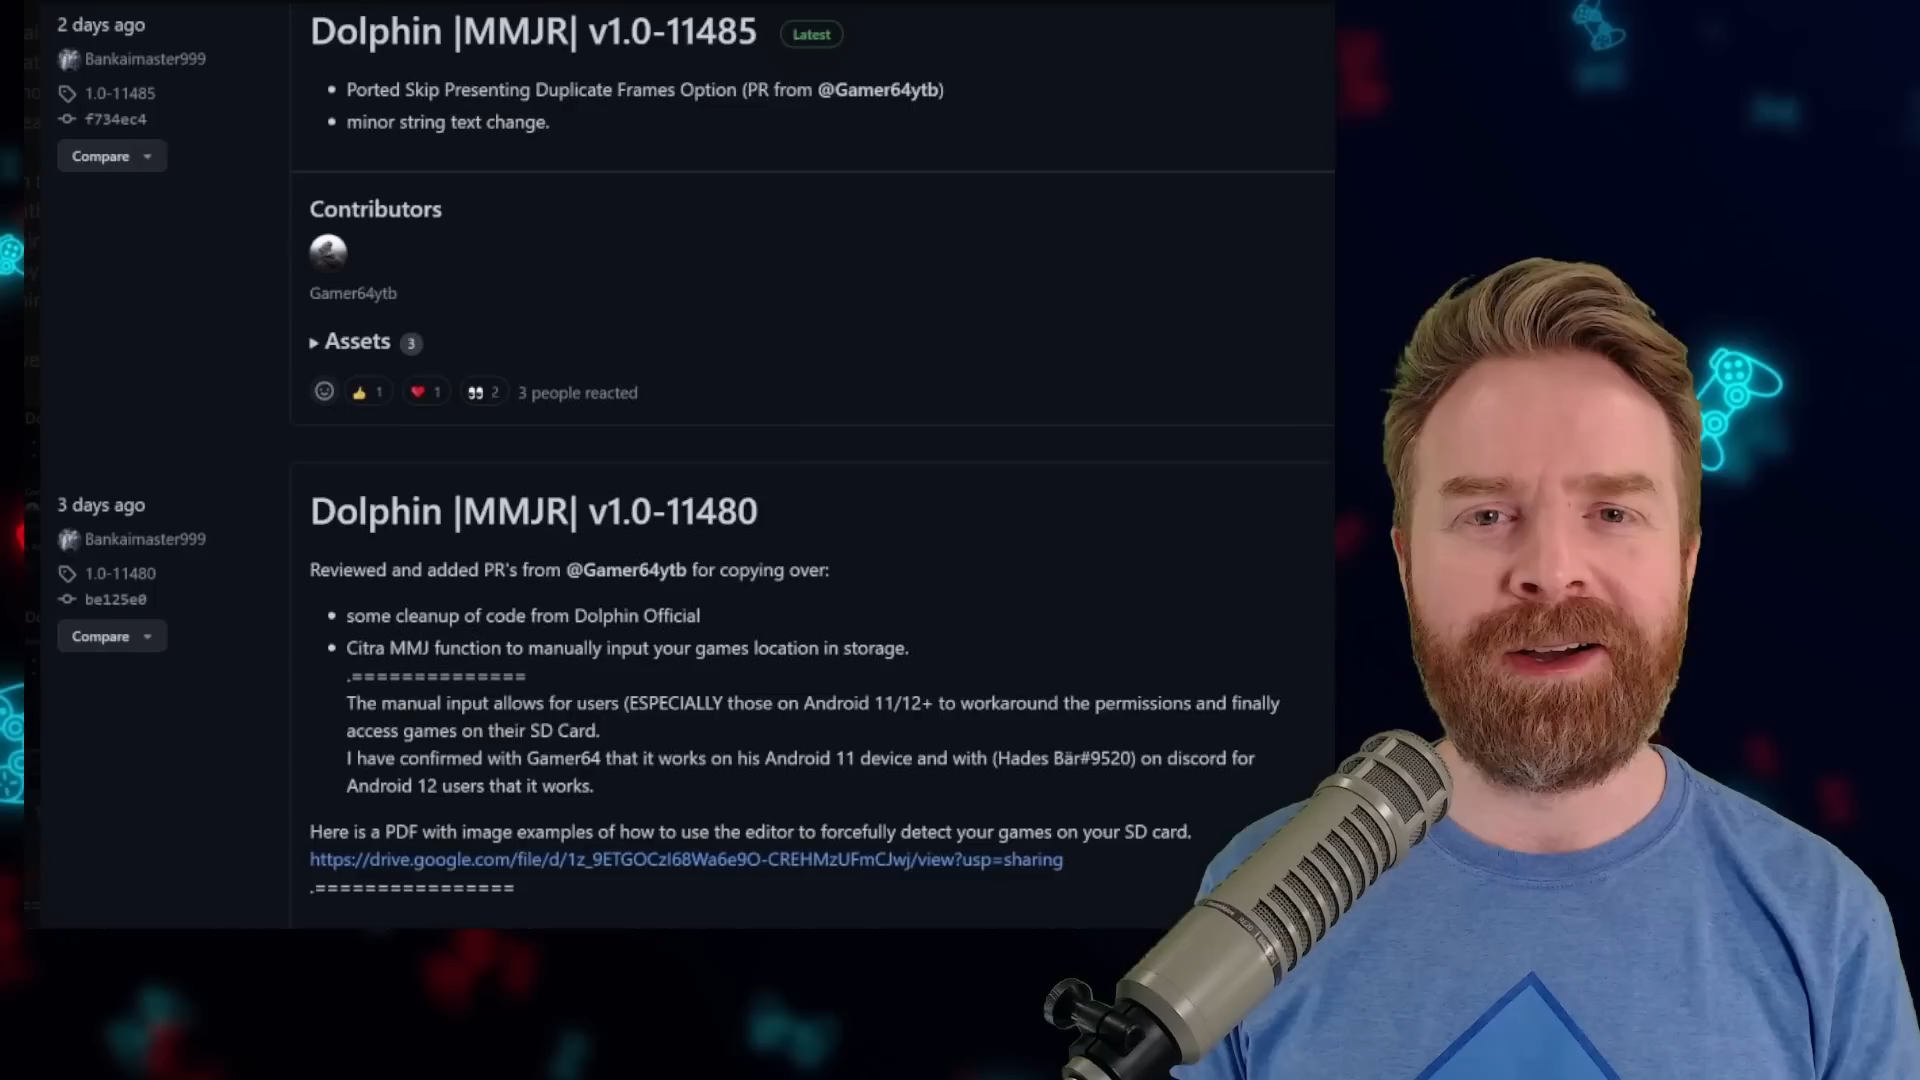 2 days ago
Bankaimaster999
1.0-11485
f734ec4
Compare
Dolphin |MMJR| v1.0-11485 Latest
• Ported Skip Presenting Duplicate Frames Option (PR from @Gamer64ytb)
• minor string text change.
Contributors
Gamer64ytb
Assets 3
1 1 2 3 people reacted
3 days ago
Bankaimaster999
1.0-11480
be125e0
Compare
Dolphin |MMJR| v1.0-11480
Reviewed and added PR's from @Gamer64ytb for copying over:
• some cleanup of code from Dolphin Official
• Citra MMJ function to manually input your games location in storage.
.==============
The manual input allows for users (ESPECIALLY those on Android 11/12+ to workaround the permissions and finally
access games on their SD Card.
I have confirmed with Gamer64 that it works on his Android 11 device and with (Hades Bär#9520) on discord for
Android 12 users that it works.
Here is a PDF with image examples of how to use the editor to forcefully detect your games on your SD card.
https://drive.google.com/file/d/1z_9ETGOCzI68Wa6e9O-CREHMzUFmCJwj/view?usp=sharing
.================